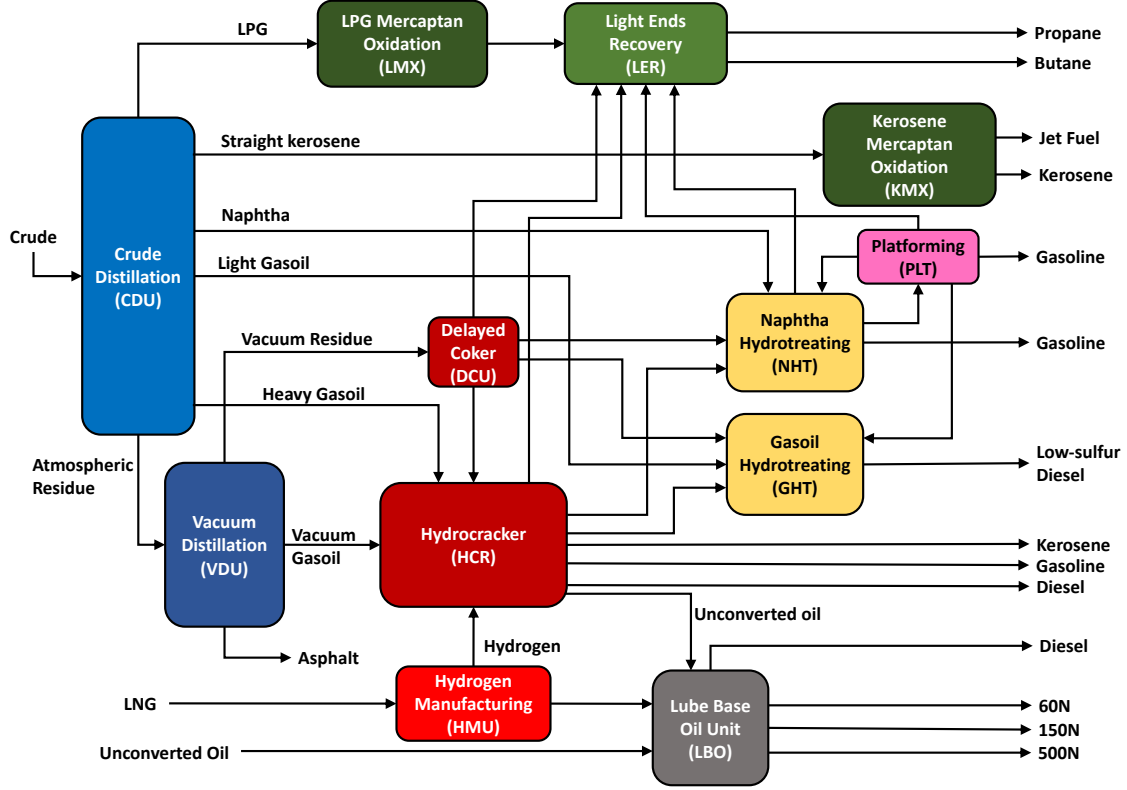 LPG
LPG Mercaptan
Oxidation
(LMX)
Light Ends
Recovery
(LER)
Propane
Butane
Straight kerosene
Kerosene
Mercaptan
Oxidation
(KMX)
Jet Fuel
Kerosene
Naphtha
Crude
Crude
Distillation
(CDU)
Light Gasoil
Platforming
(PLT)
Gasoline
Vacuum Residue
Delayed
Coker
(DCU)
Naphtha
Hydrotreating
(NHT)
Gasoline
Heavy Gasoil
Atmospheric
Residue
Gasoil
Hydrotreating
(GHT)
Low-sulfur
Diesel
Vacuum
Distillation
(VDU)
Vacuum
Gasoil
Hydrocracker
(HCR)
Kerosene
Gasoline
Diesel
Unconverted oil
Asphalt
Hydrogen
Diesel
LNG
Hydrogen
Manufacturing
(HMU)
Lube Base
Oil Unit
(LBO)
60N
150N
500N
Unconverted Oil